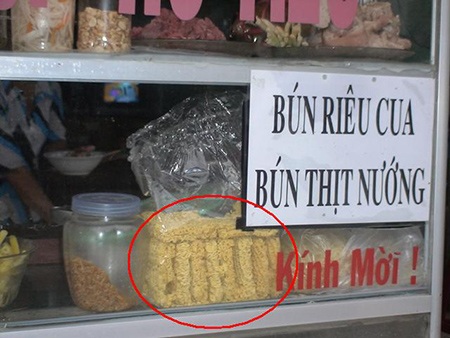 BÚN RIÊU CUA
BÚN THỊT NƯỚNG
Kính Mời !